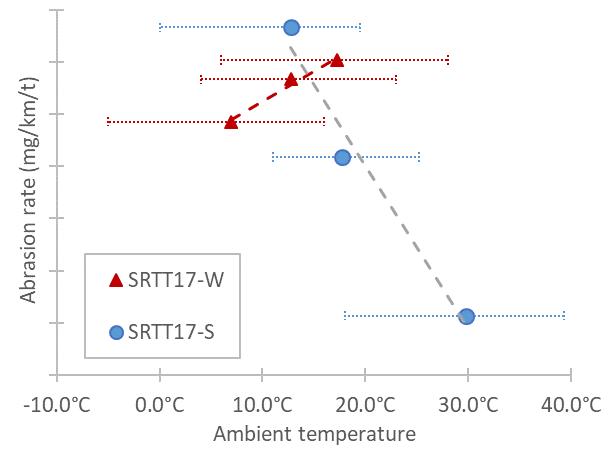 Abrasion rate (mg/km/t)
SRTT17-W
SRTT17-S
-10.0°C 0.0°C 10.0°C 20.0°C 30.0°C 40.0°C
Ambient temperature